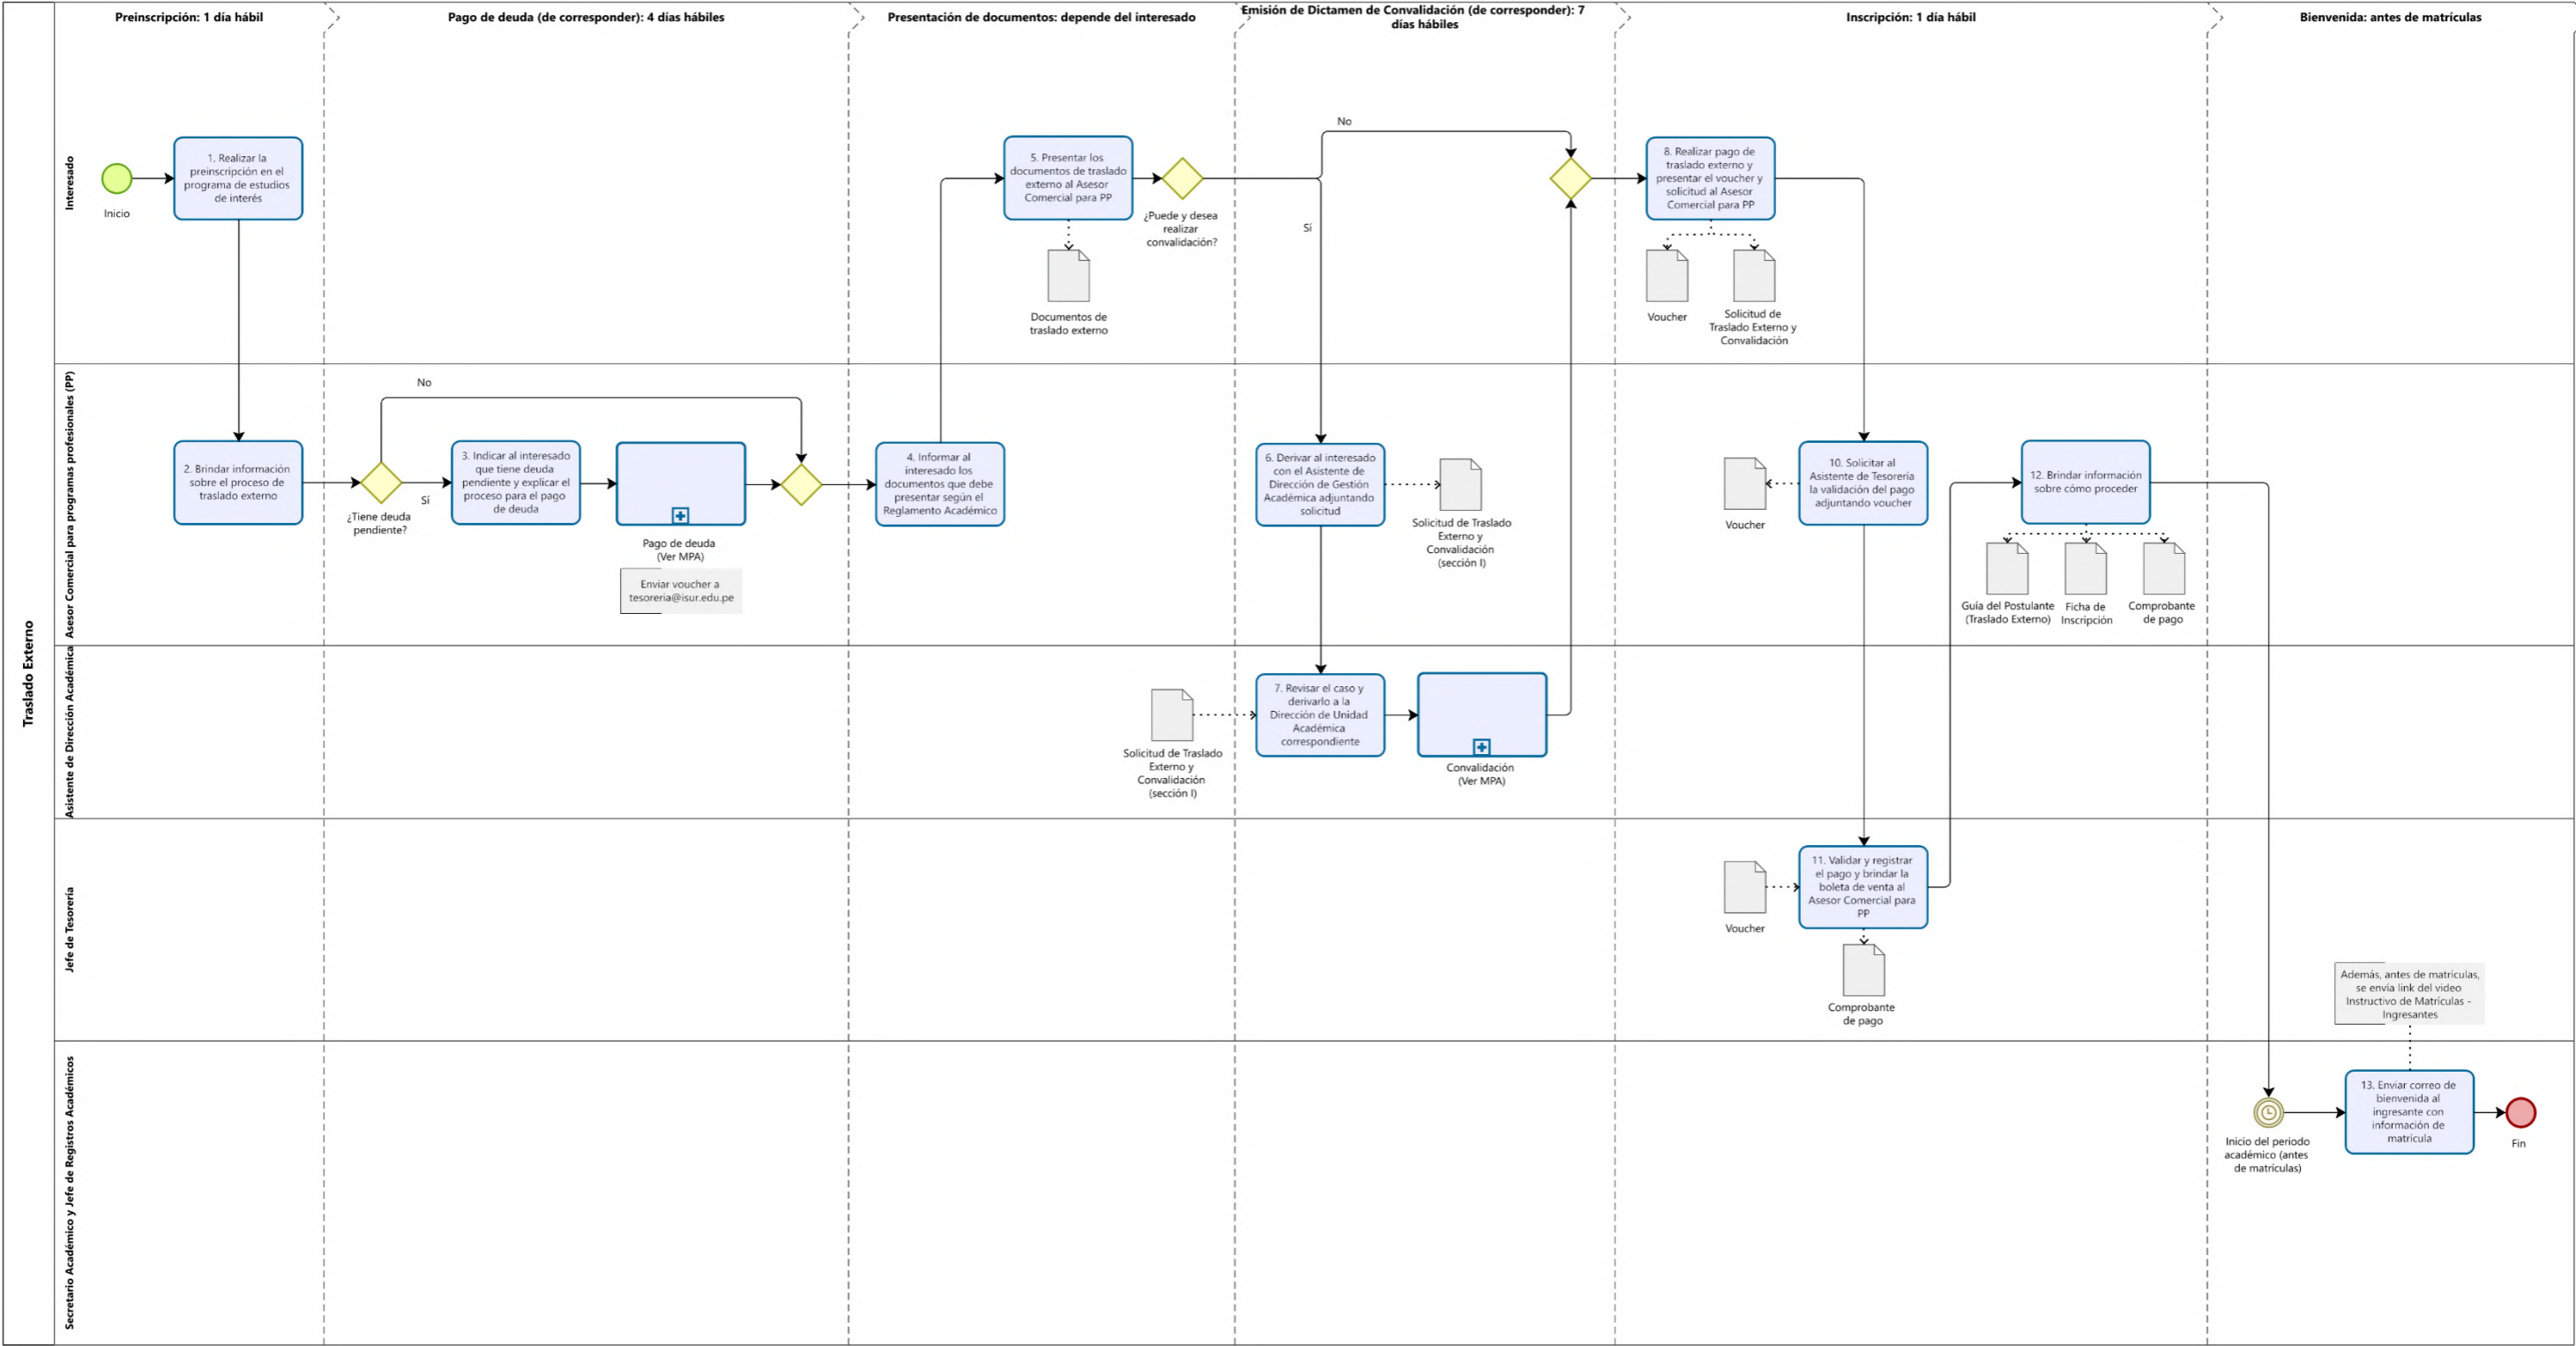 Preinscripción: 1 día hábil
Pago de deuda (de corresponder): 4 días hábiles
Presentación de documentos: depende del interesado
Emisión de Dictamen de Convalidación (de corresponder): 7
días hábiles
Inscripción: 1 día hábil
Bienvenida: antes de matrículas
Traslado Externo
Interesado
Inicio
1. Realizar la
preinscripción en el
programa de estudios
de interés
5. Presentar los
documentos de traslado
externo al Asesor
Comercial para PP
Documentos de
traslado externo
¿Puede y desea
realizar
convalidación?
No
Sí
8. Realizar pago de
traslado externo y
presentar el voucher y
solicitud al Asesor
Comercial para PP
Voucher
Solicitud de
Traslado Externo y
Convalidación
Asesor Comercial para programas profesionales (PP)
2. Brindar información
sobre el proceso de
traslado externo
¿Tiene deuda
pendiente?
No
Sí
3. Indicar al interesado
que tiene deuda
pendiente y explicar el
proceso para el pago
de deuda
Pago de deuda
(Ver MPA)
Enviar voucher a
tesoreria@isur.edu.pe
4. Informar al
interesado los
documentos que debe
presentar según el
Reglamento Académico
6. Derivar al interesado
con el Asistente de
Dirección de Gestión
Académica adjuntando
solicitud
Solicitud de Traslado
Externo y
Convalidación
(sección I)
Voucher
10. Solicitar al
Asistente de Tesorería
la validación del pago
adjuntando voucher
12. Brindar información
sobre cómo proceder
Guía del Postulante
(Traslado Externo)
Ficha de
Inscripción
Comprobante
de pago
Asistente de Dirección Académica
Solicitud de Traslado
Externo y
Convalidación
(sección I)
7. Revisar el caso y
derivarlo a la
Dirección de Unidad
Académica
correspondiente
Convalidación
(Ver MPA)
Jefe de Tesorería
Voucher
11. Validar y registrar
el pago y brindar la
boleta de venta al
Asesor Comercial para
PP
Comprobante
de pago
Además, antes de matrículas,
se envía link del video
Instructivo de Matrículas -
Ingresantes
Secretario Académico y Jefe de Registros Académicos
Inicio del periodo
académico (antes
de matrículas)
13. Enviar correo de
bienvenida al
ingresante con
información de
matrícula
Fin